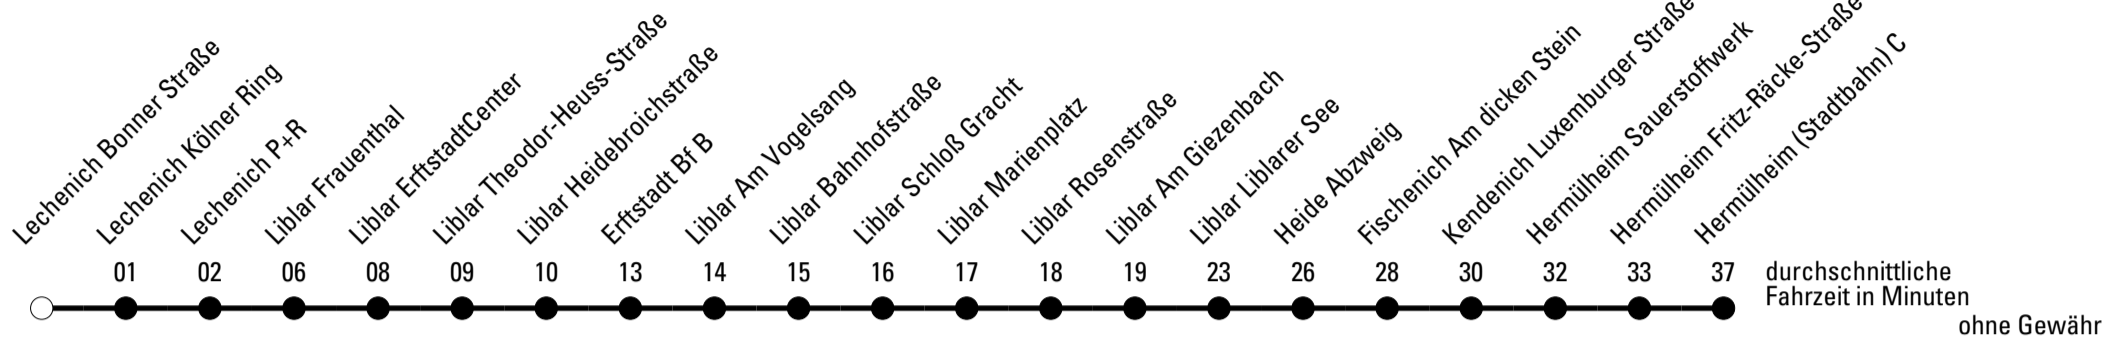 Lechenich Bonner Straße
Lechenich Kölner Ring
Lechenich P+R
Liblar Frauenthal
Liblar ErftstadtCenter
Liblar Theodor-Heuss-Straße
Liblar Heidebroichstraße
Erftstadt Bf B
Liblar Am Vogelsang
Liblar Bahnhofstraße
Liblar Schloß Gracht
Liblar Marienplatz
Liblar Rosenstraße
Liblar Am Giezenbach
Liblar Liblarer See
Heide Abzweig
Fischenich Am dicken Stein
Kendenich Luxemburger Straße
Hermülheim Sauerstoffwerk
Hermülheim Fritz-Räcke-Straße
Hermülheim (Stadtbahn) C
01 02 06 08 09 10 13 14 15 16 17 18 19 23 26 28 30 32 33 37
durchschnittliche
Fahrzeit in Minuten
ohne Gewähr